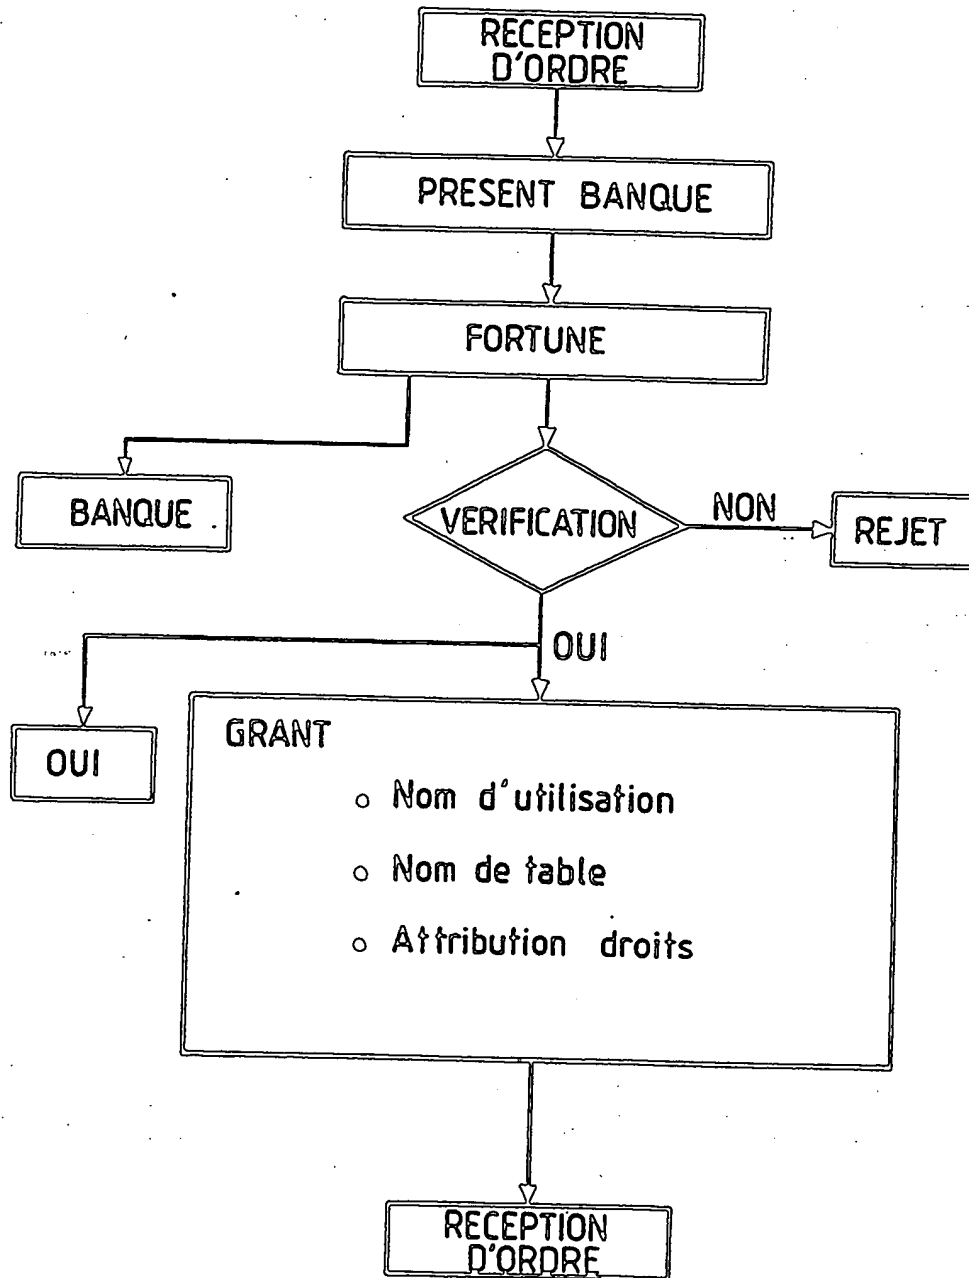 RECEPTION
D'ORDRE
PRESENT BANQUE
FORTUNE
BANQUE
VERIFICATION
NON
REJET
OUI
OUI
GRANT
o Nom d'utilisation
o Nom de table
o Attribution droits
RECEPTION
D'ORDRE